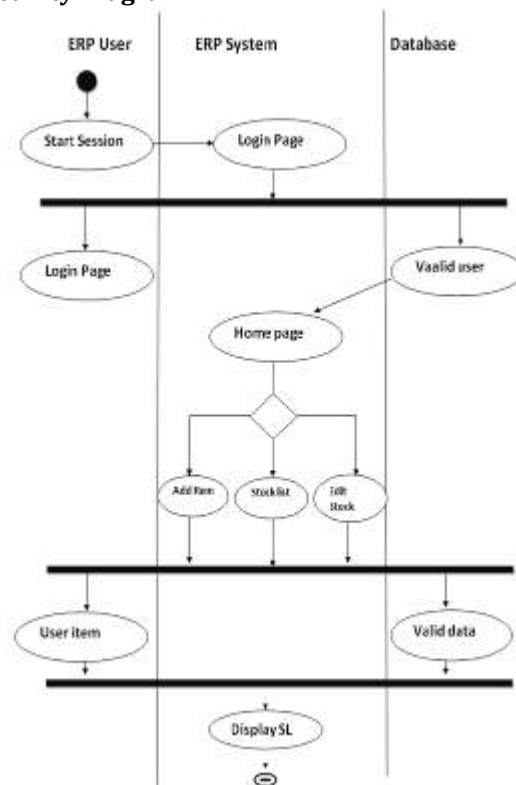 ERP User ERP System Database
Start Session Login Page
Login Page Vaalid user
Home page
Add Item Stock list Edit
Stock
User item Valid data
Display SL